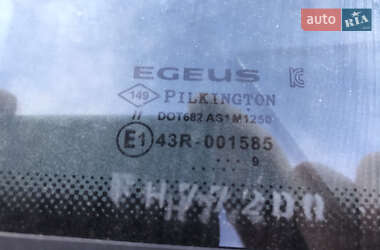 auto RIA
EGEUS
149 PILKINGTON
//
DOT682 AS1 M1250
E1 43R-001585
9